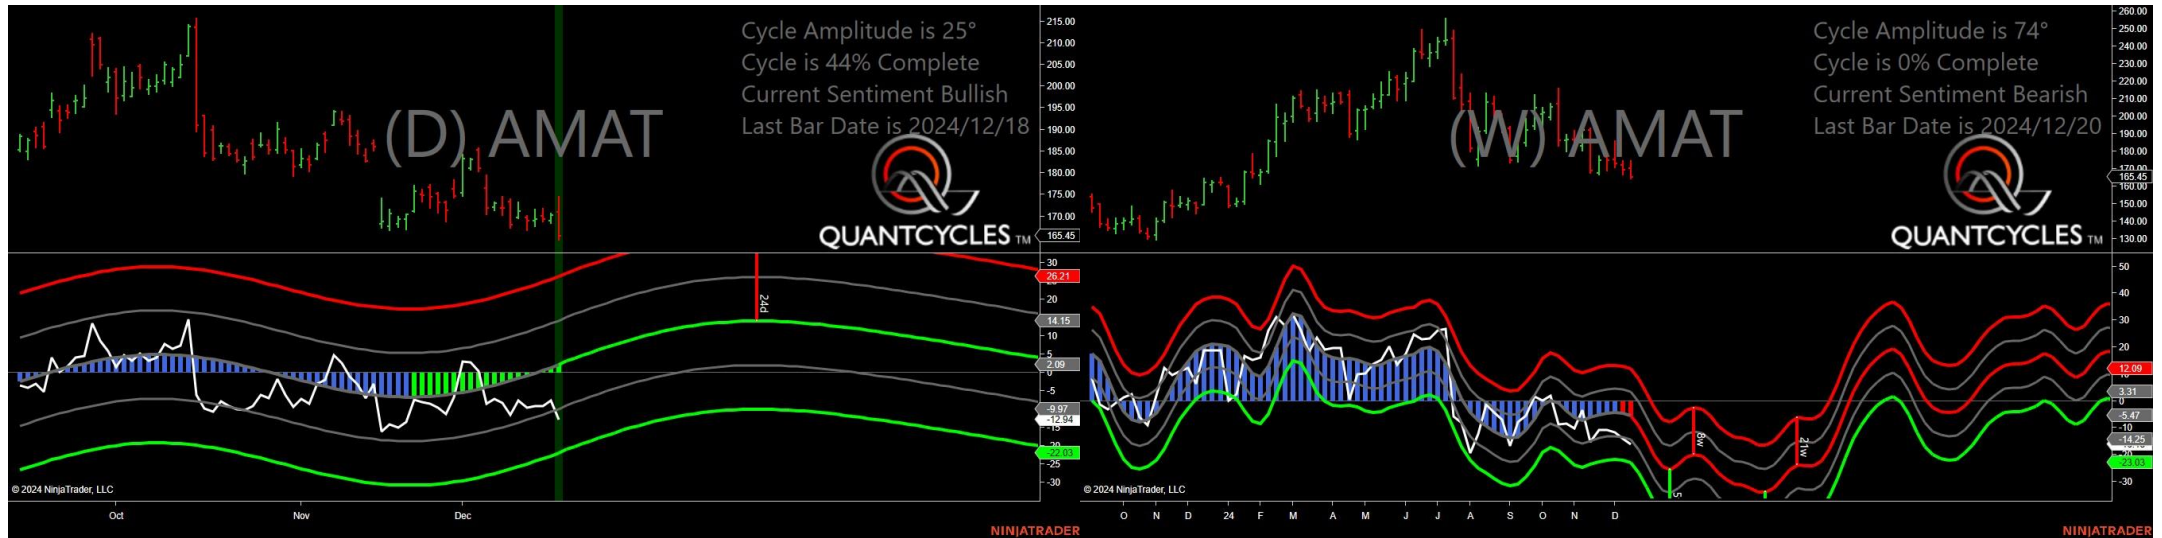 Cycle Amplitude is 25°
Cycle is 44% Complete
Current Sentiment Bullish
Last Bar Date is 2024/12/18
(D) AMAT
QUANTCYCLES TM
215.00
210.00
205.00
200.00
195.00
190.00
185.00
180.00
175.00
170.00
165.45
30
26.21
20
14.15
10
5
2.09
0
-5
-9.97
-12.94
-15
-20
-22.03
-25
-30
24d
© 2024 NinjaTrader, LLC
Oct
Nov
Dec
NINJATRADER
Cycle Amplitude is 74°
Cycle is 0% Complete
Current Sentiment Bearish
Last Bar Date is 2024/12/20
(W) AMAT
QUANTCYCLES TM
260.00
250.00
240.00
230.00
220.00
210.00
200.00
190.00
180.00
170.00
165.45
160.00
150.00
140.00
130.00
50
40
30
20
12.09
3.31
0
-5.47
-10
-14.25
-20
-23.03
-30
8w
21w
5
© 2024 NinjaTrader, LLC
O N D 24 F M A M J J A S O N D
NINJATRADER